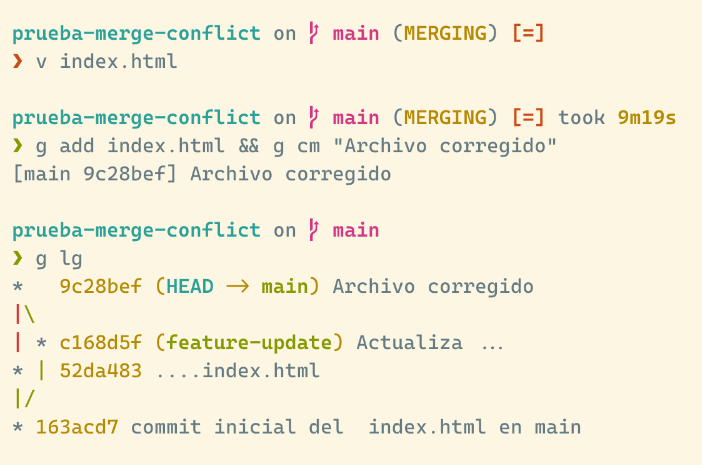 prueba-merge-conflict on main (MERGING) [=]
❯ v index.html
prueba-merge-conflict on main (MERGING) [=] took 9m19s
❯ g add index.html && g cm "Archivo corregido"
[main 9c28bef] Archivo corregido
prueba-merge-conflict on main
❯ g lg
*   9c28bef (HEAD -> main) Archivo corregido
|\
| * c168d5f (feature-update) Actualiza ...
* | 52da483 ....index.html
|/
* 163acd7 commit inicial del  index.html en main